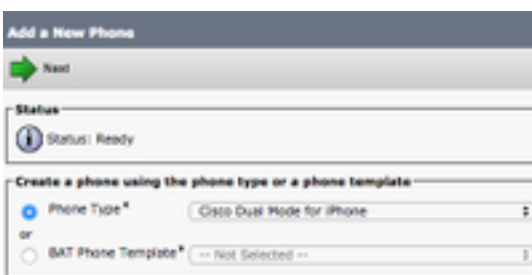 Add a New Phone
Next
Status
Status: Ready
Create a phone using the phone type or a phone template
Phone Type* Cisco Dual Mode for iPhone
or
BAT Phone Template* -- Not Selected --